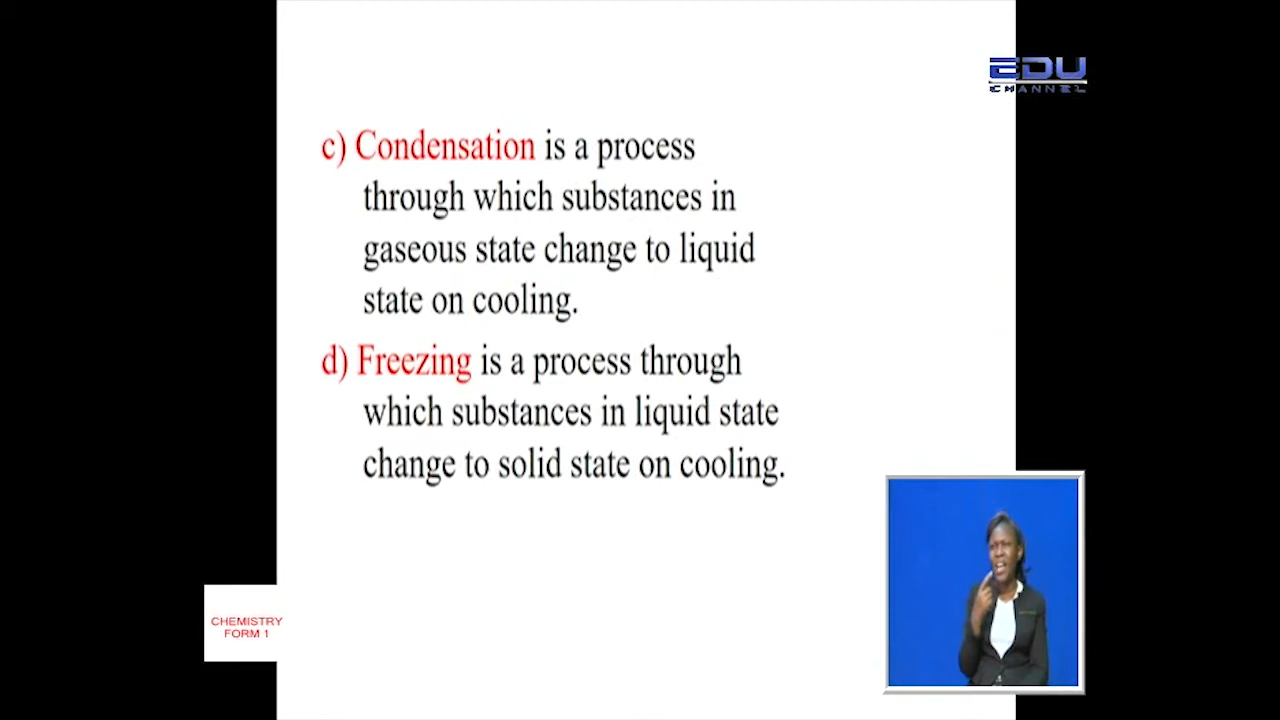 EDU
CHANNEL
c) Condensation is a process
through which substances in
gaseous state change to liquid
state on cooling.
d) Freezing is a process through
which substances in liquid state
change to solid state on cooling.
CHEMISTRY
FORM 1